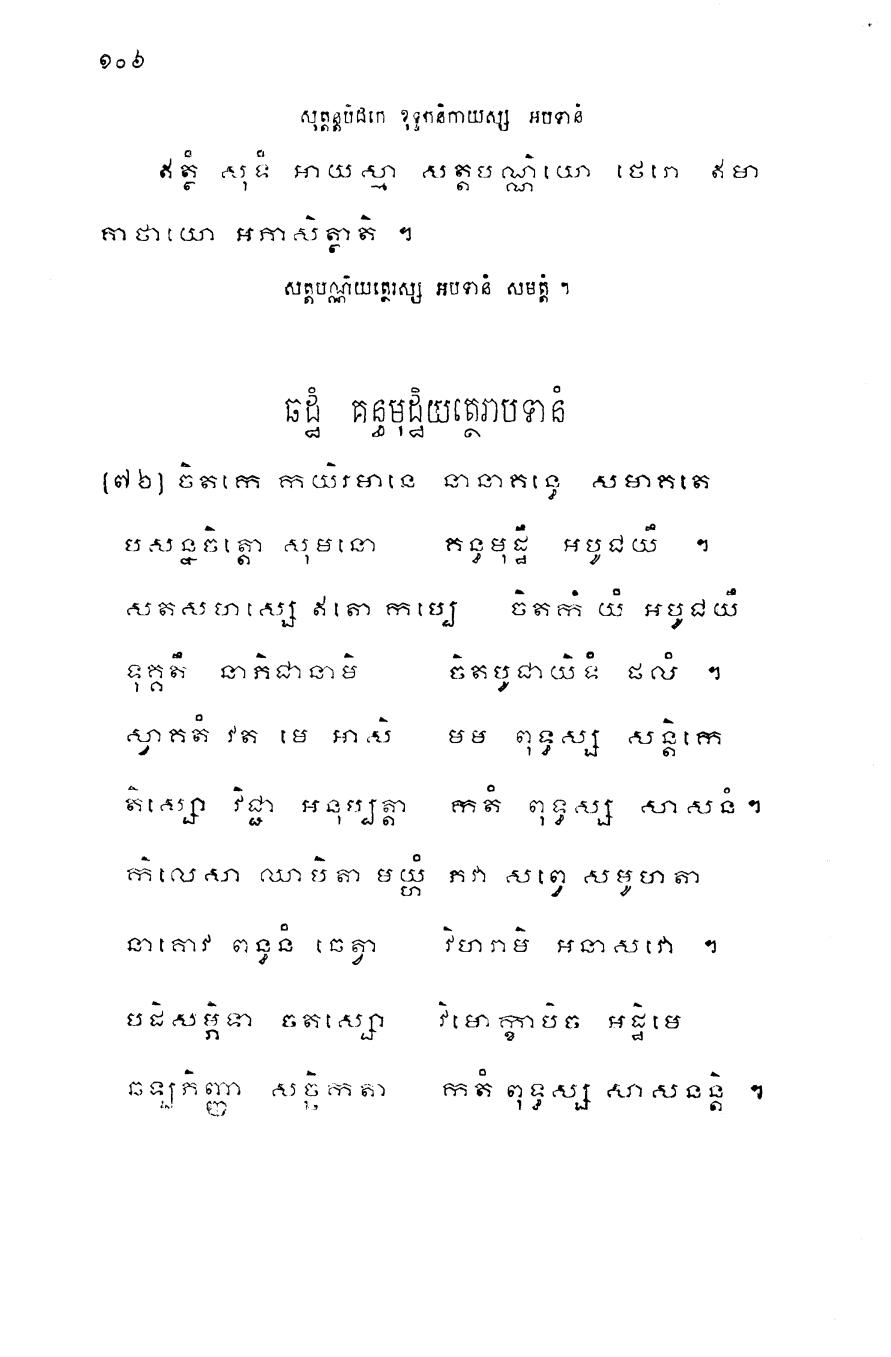 ១០៦
សុត្តន្តបិដកេ ខុទ្ទកនិកាយស្ស អបទានំ
ឥត្ថំ សុទំ អាយស្មា សត្តបណ្ណិយោ ថេរោ ឥមា
គាថាយោ អភាសិត្ថាតិ ។
សត្តបណ្ណិយត្ថេរស្ស អបទានំ សមត្តំ ។
ឆដ្ឋំ គន្ធមុដ្ឋិយត្ថេរាបទានំ
[៧៦] ចិតកេ កយិរមានេ នានាគន្ធេ សមាគតេ
បសន្នចិត្តោ សុមនោ គន្ធមុដ្ឋឹ អបូជយឹ ។
សតសហស្សេ ឥតោ កប្បេ ចិតកំ យំ អបូជយឹ
ទុគ្គតឹ នាភិជានាមិ ចិតបូជាយិទំ ផលំ ។
ស្វាគតំ វត មេ អាសិ មម ពុទ្ធស្ស សន្តិកេ
តិស្សោ វិជ្ជា អនុប្បត្តា កតំ ពុទ្ធស្ស សាសនំ។
កិលេសា ឈាបិតា មយ្ហំ ភវា សព្វេ សមូហតា
នាគោវ ពន្ធនំ ឆេត្វា វិហរាមិ អនាសវោ ។
បដិសម្ភិទា ចតស្សោ វិមោក្ខាបិច អដ្ឋិមេ
ឆឡភិញ្ញា សច្ឆិកតា កតំ ពុទ្ធស្ស សាសនន្តិ ។